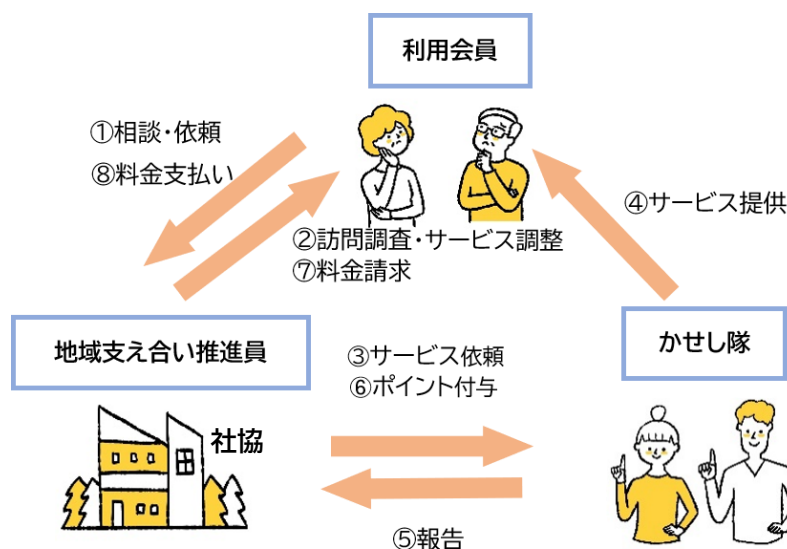 利用会員
①相談・依頼
⑧料金支払い
④サービス提供
②訪問調査・サービス調整
⑦料金請求
地域支え合い推進員
かせし隊
③サービス依頼
⑥ポイント付与
社協
⑤報告